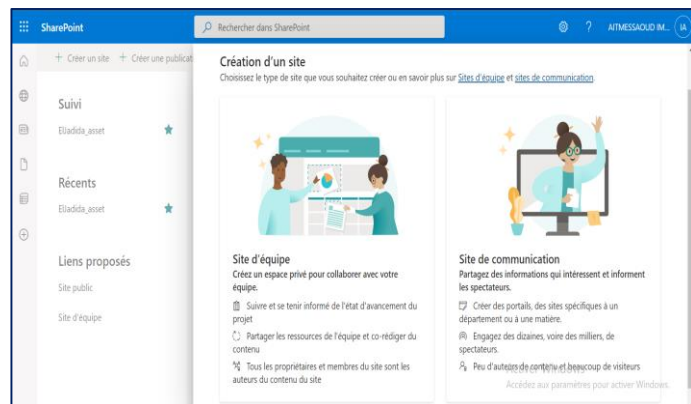 SharePoint
Rechercher dans SharePoint
AITMESSAOUD IM...
IA
+ Créer un site + Créer une publicat
Création d'un site
Choisissez le type de site que vous souhaitez créer ou en savoir plus sur Sites d'équipe et sites de communication.
Suivi
ElJadida_asset
Récents
ElJadida_asset
Liens proposés
Site public
Site d'équipe
Site d'équipe
Créez un espace privé pour collaborer avec votre
équipe.
Suivre et se tenir informé de l'état d'avancement du
projet
Partager les ressources de l'équipe et co-rédiger du
contenu
Tous les propriétaires et membres du site sont les
auteurs du contenu du site
Site de communication
Partagez des informations qui intéressent et informent
les spectateurs.
Créer des portails, des sites spécifiques à un
département ou à une matière.
Engagez des dizaines, voire des milliers, de
spectateurs.
Peu d'auteurs de contenu et beaucoup de visiteurs
Activer Windows
Accédez aux paramètres pour activer Windows.